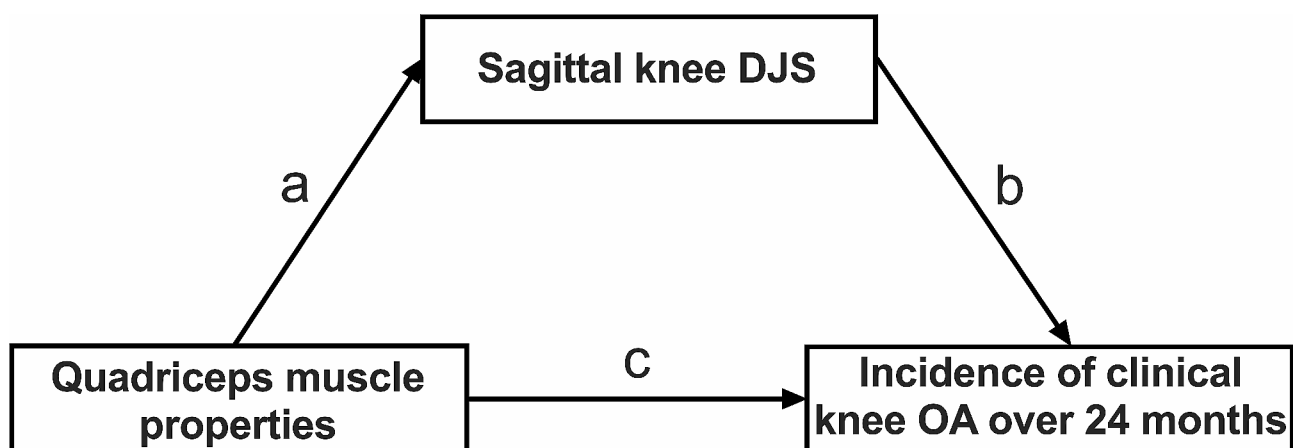 Sagittal knee DJS
a
b
c
Quadriceps muscle
properties
Incidence of clinical
knee OA over 24 months